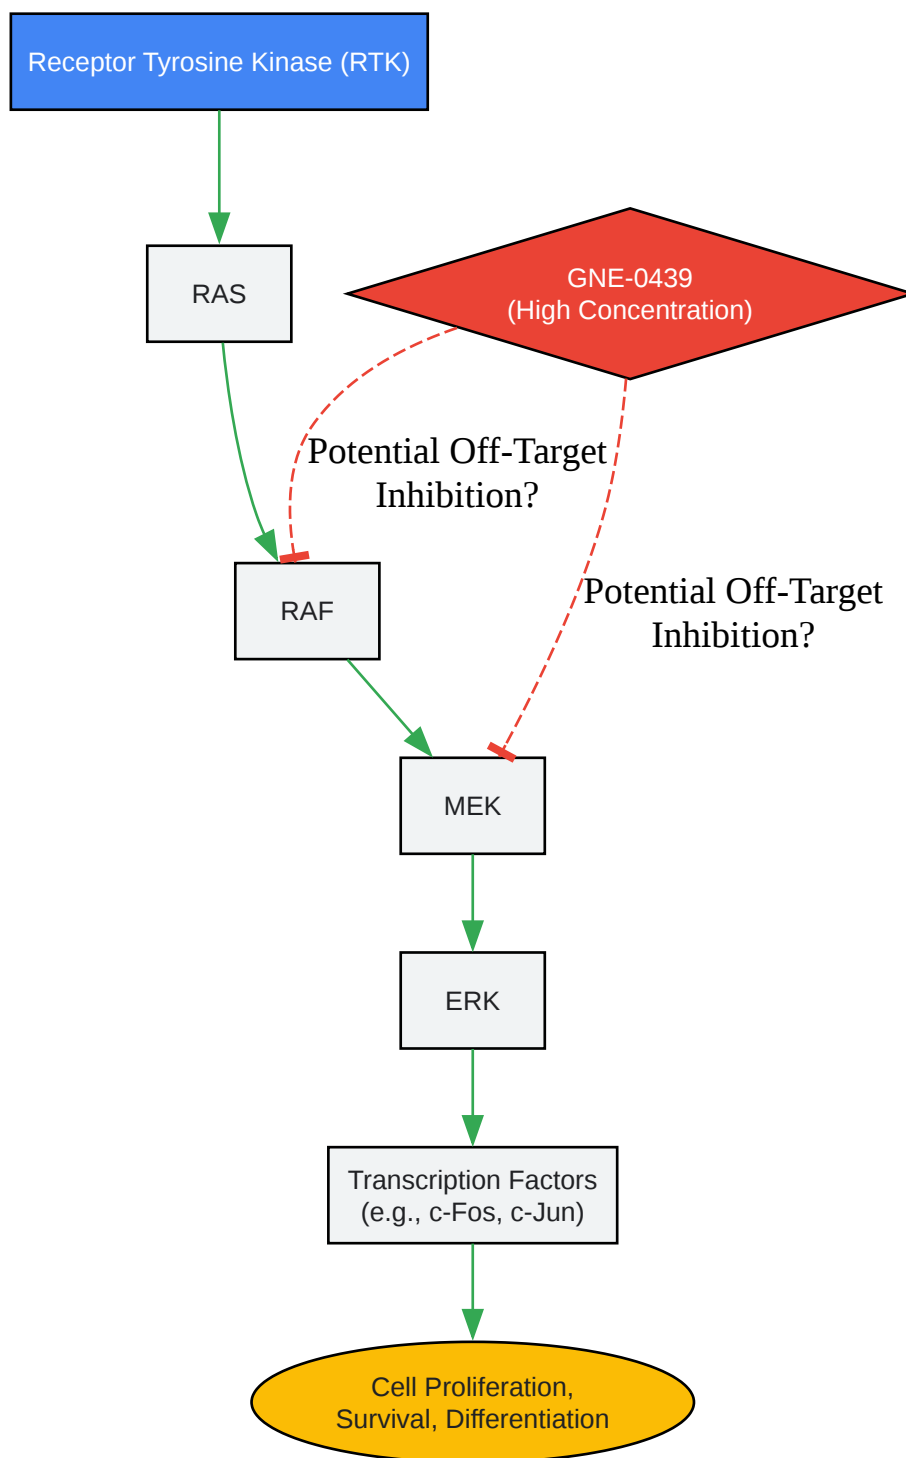 Receptor Tyrosine Kinase (RTK)
RAS
GNE-0439
(High Concentration)
Potential Off-Target
Inhibition?
RAF
Potential Off-Target
Inhibition?
MEK
ERK
Transcription Factors
(e.g., c-Fos, c-Jun)
Cell Proliferation,
Survival, Differentiation